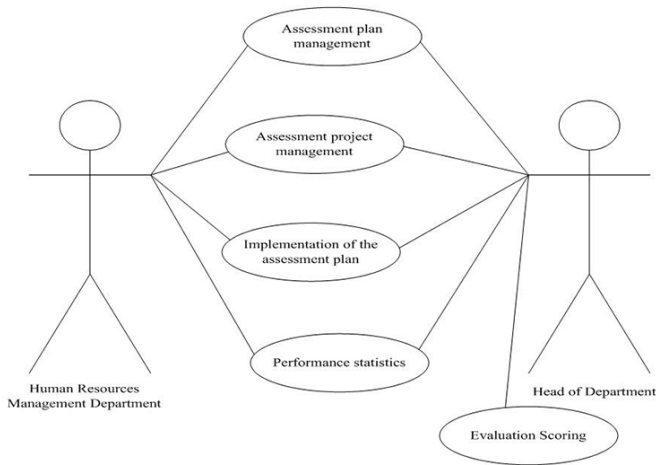 Assessment plan
management
Assessment project
management
Implementation of the
assessment plan
Performance statistics
Human Resources
Management Department
Head of Department
Evaluation Scoring